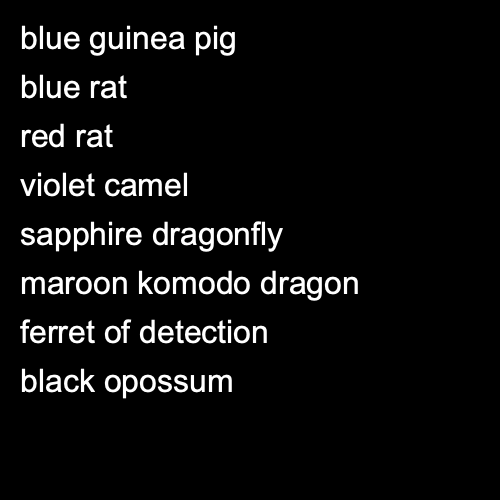 blue guinea pig
blue rat
red rat
violet camel
sapphire dragonfly
maroon komodo dragon
ferret of detection
black opossum